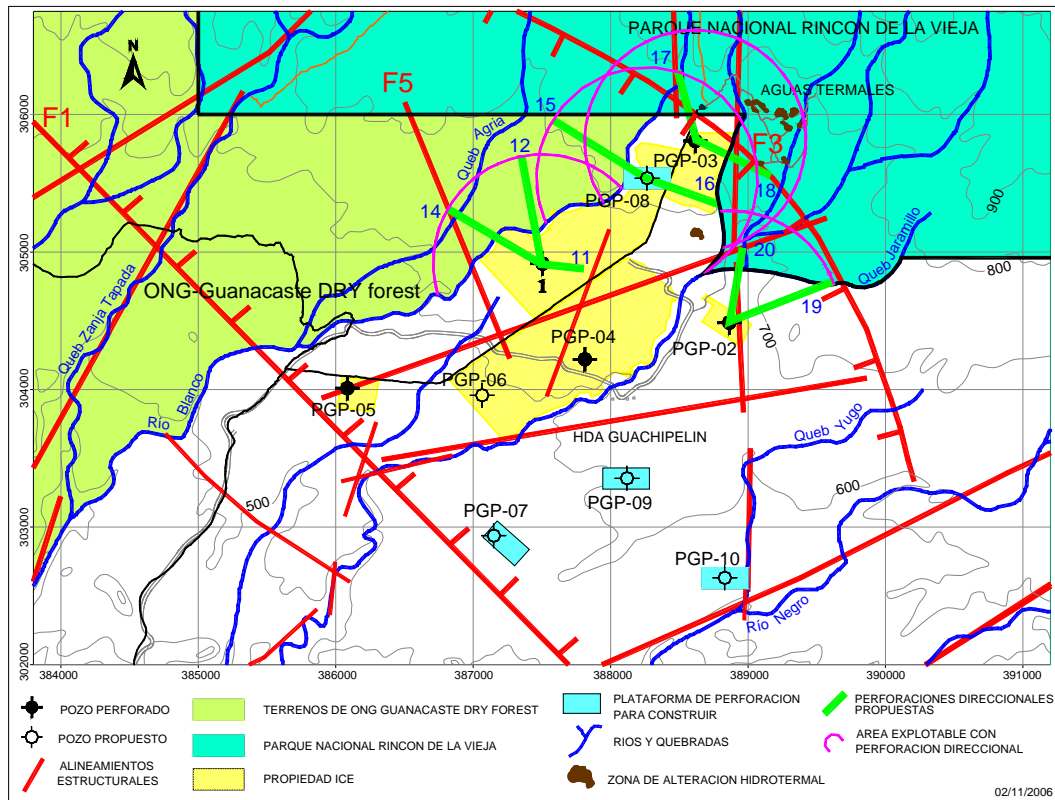 PARQUE NACIONAL RINCON DE LA VIEJA
N
17
F5
AGUAS TERMALES
306000
F1
15
Queb Agria
F3
12
PGP-03
18
PGP-08
16
14
900
305000
11
20
Queb Jaramillo
800
1
ONG-Guanacaste DRY forest
Queb Zanja Tapada
19
PGP-04
700
PGP-02
304000
PGP-06
PGP-05
Río Blanco
HDA GUACHIPELIN
Queb Yugo
500
PGP-09
600
303000
PGP-07
PGP-10
Río Negro
302000
384000
385000
386000
387000
388000
389000
390000
391000
POZO PERFORADO
TERRENOS DE ONG GUANACASTE DRY FOREST
PLATAFORMA DE PERFORACION
PARA CONSTRUIR
PERFORACIONES DIRECCIONALES
PROPUESTAS
POZO PROPUESTO
PARQUE NACIONAL RINCON DE LA VIEJA
RIOS Y QUEBRADAS
AREA EXPLOTABLE CON
PERFORACION DIRECCIONAL
ALINEAMIENTOS
ESTRUCTURALES
PROPIEDAD ICE
ZONA DE ALTERACION HIDROTERMAL
02/11/2006